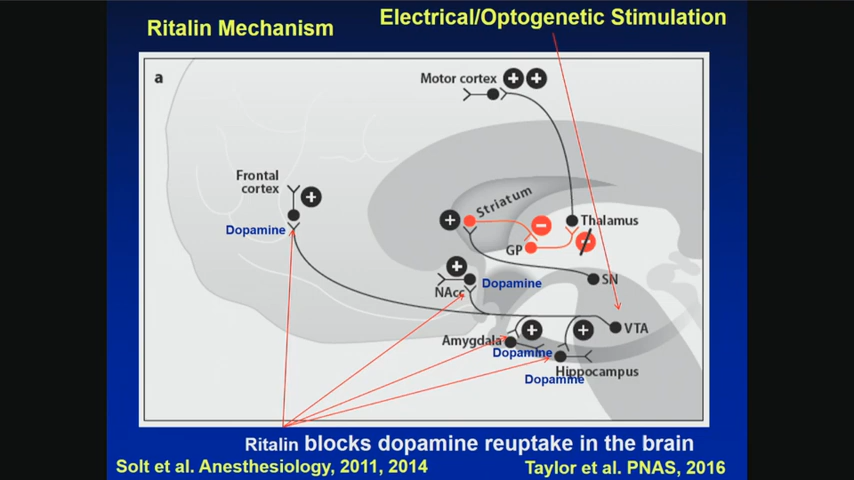 Ritalin Mechanism
Electrical/Optogenetic Stimulation
a
Motor cortex
Frontal
cortex
Dopamine
Striatum
Thalamus
GP
SN
NAcc
Dopamine
VTA
Amygdala
Dopamine
Hippocampus
Dopamine
Ritalin blocks dopamine reuptake in the brain
Solt et al. Anesthesiology, 2011, 2014
Taylor et al. PNAS, 2016